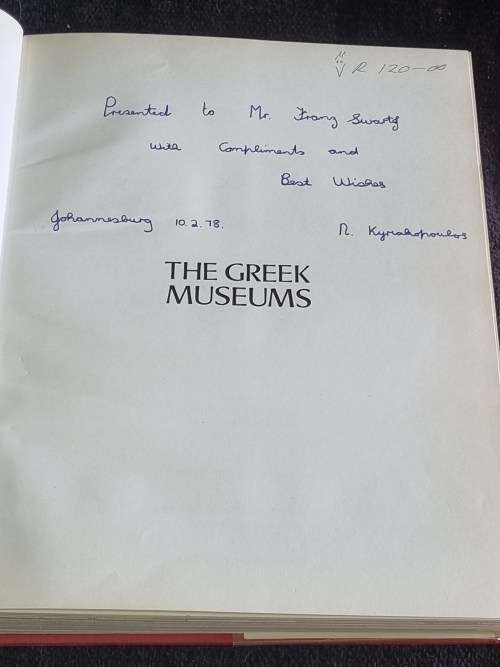 R 120-00
Presented to Mr. Franz Swartz
With Compliments and
Best Wishes
Johannesburg 10.2.78.
N. Kyriakopoulos
THE GREEK
MUSEUMS